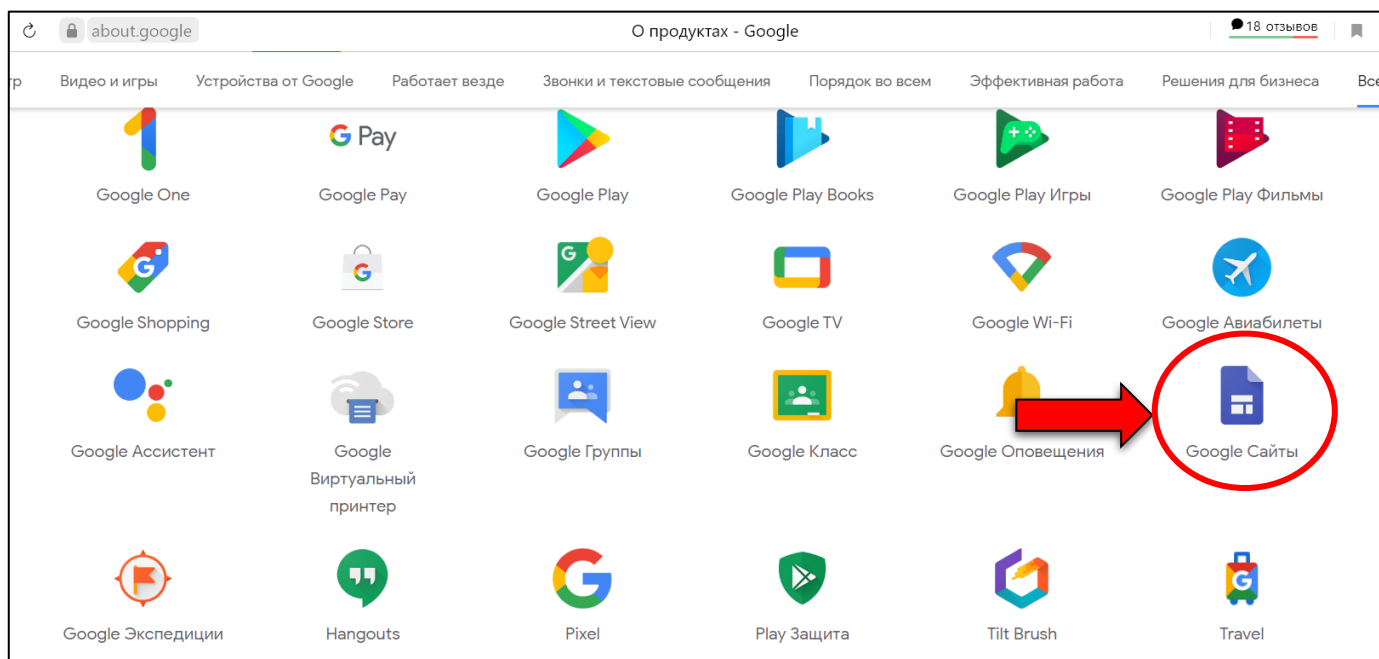 about.google
О продуктах - Google
18 отзывов
тр Видео и игры Устройства от Google Работает везде Звонки и текстовые сообщения Порядок во всем Эффективная работа Решения для бизнеса Все
G Pay
Google One Google Pay Google Play Google Play Books Google Play Игры Google Play Фильмы
G G G
Google Shopping Google Store Google Street View Google TV Google Wi-Fi Google Авиабилеты
Google Ассистент Google Виртуальный принтер Google Группы Google Класс Google Оповещения Google Сайты
G G
Google Экспедиции Hangouts Pixel Play Защита Tilt Brush Travel